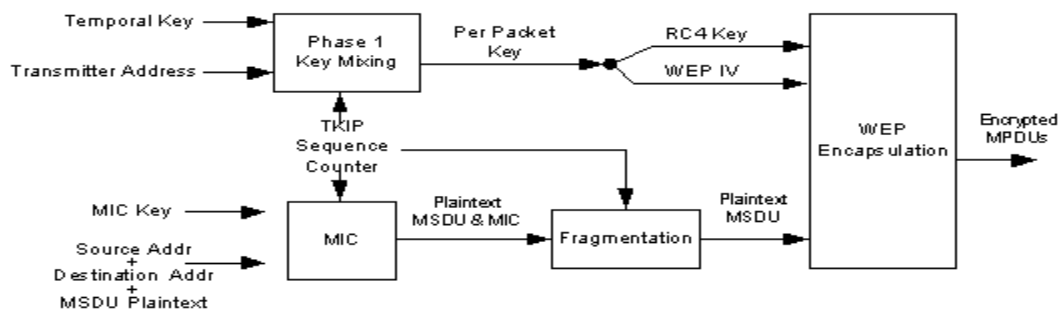 Temporal Key
Transmitter Address
Phase 1
Key Mixing
Per Packet
Key
RC4 Key
WEP IV
WEP
Encapsulation
Encrypted
MPDUs
TKIP
Sequence
Counter
MIC Key
Source Addr
+
Destination Addr
+
MSDU Plaintext
MIC
Plaintext
MSDU & MIC
Fragmentation
Plaintext
MSDU